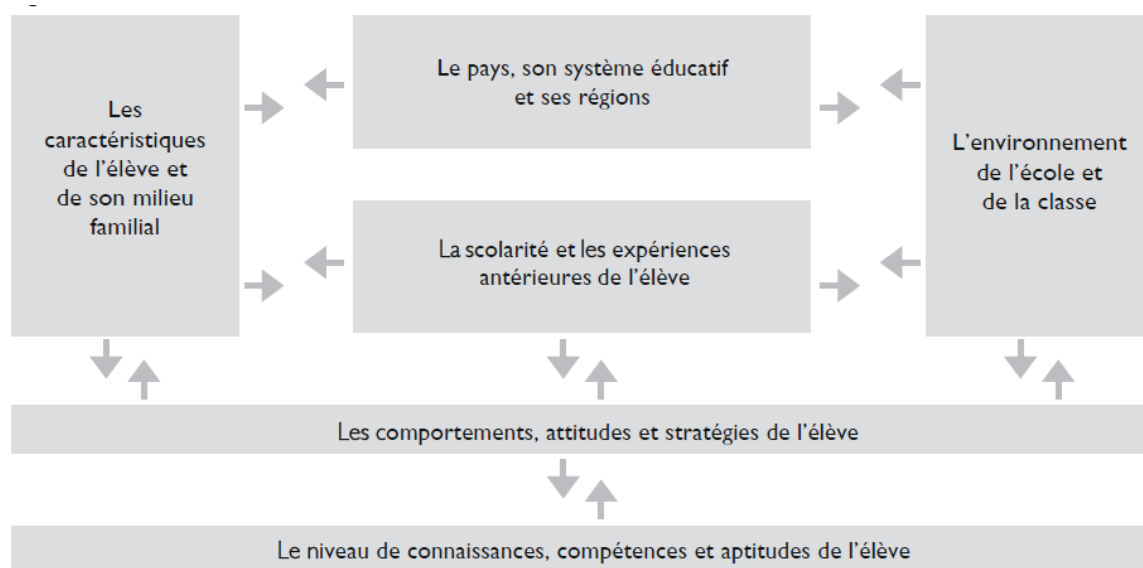 Les
caractéristiques
de l'élève et
de son milieu
familial
Le pays, son système éducatif
et ses régions
L'environnement
de l'école et
de la classe
La scolarité et les expériences
antérieures de l'élève
Les comportements, attitudes et stratégies de l'élève
Le niveau de connaissances, compétences et aptitudes de l'élève